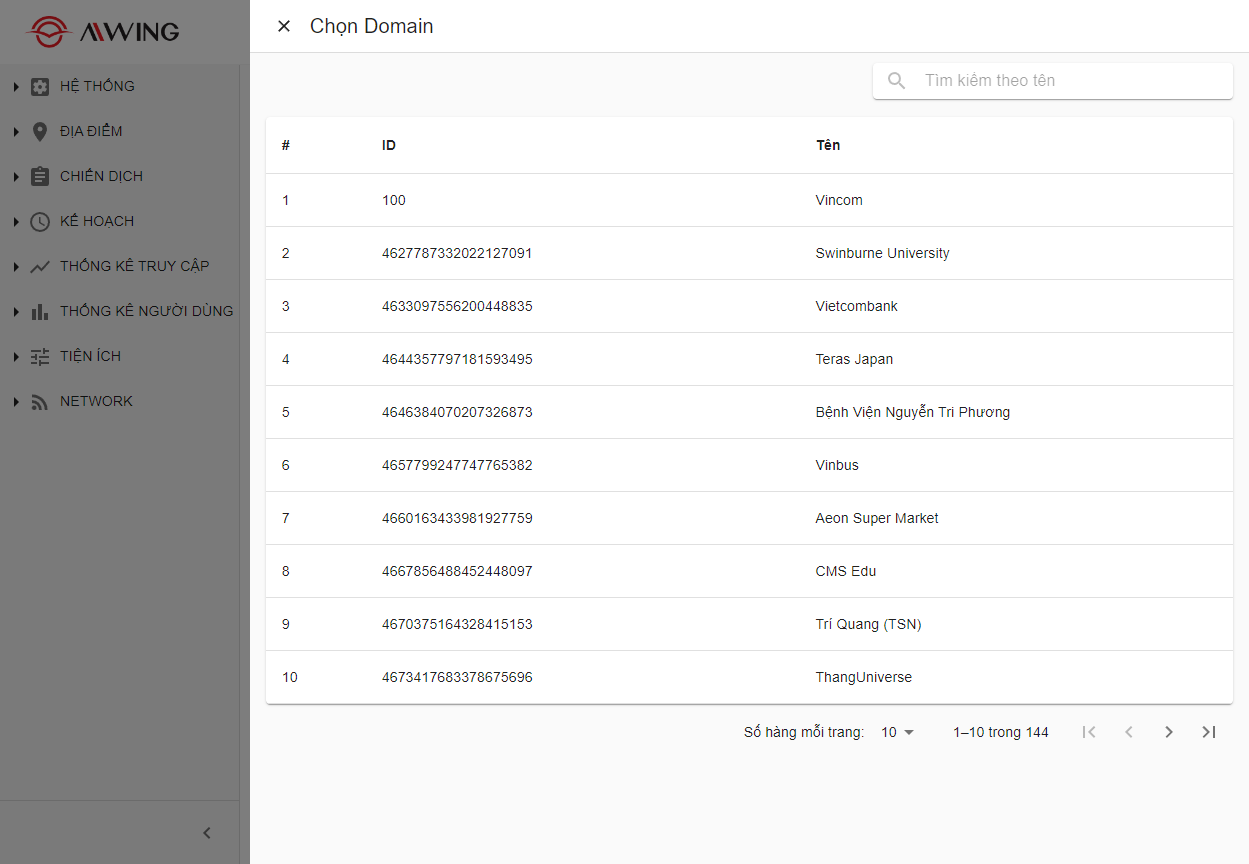 AWING
Chọn Domain
HỆ THỐNG
ĐỊA ĐIỂM
CHIẾN DỊCH
KẾ HOẠCH
THỐNG KÊ TRUY CẬP
THỐNG KÊ NGƯỜI DÙNG
TIỆN ÍCH
NETWORK
Tìm kiếm theo tên
# ID Tên
1 100 Vincom
2 4627787332022127091 Swinburne University
3 4633097556200448835 Vietcombank
4 4644357797181593495 Teras Japan
5 4646384070207326873 Bệnh Viện Nguyễn Tri Phương
6 4657799247747765382 Vinbus
7 4660163433981927759 Aeon Super Market
8 4667856488452448097 CMS Edu
9 4670375164328415153 Trí Quang (TSN)
10 4673417683378675696 ThangUniverse
Số hàng mỗi trang: 10 1–10 trong 144